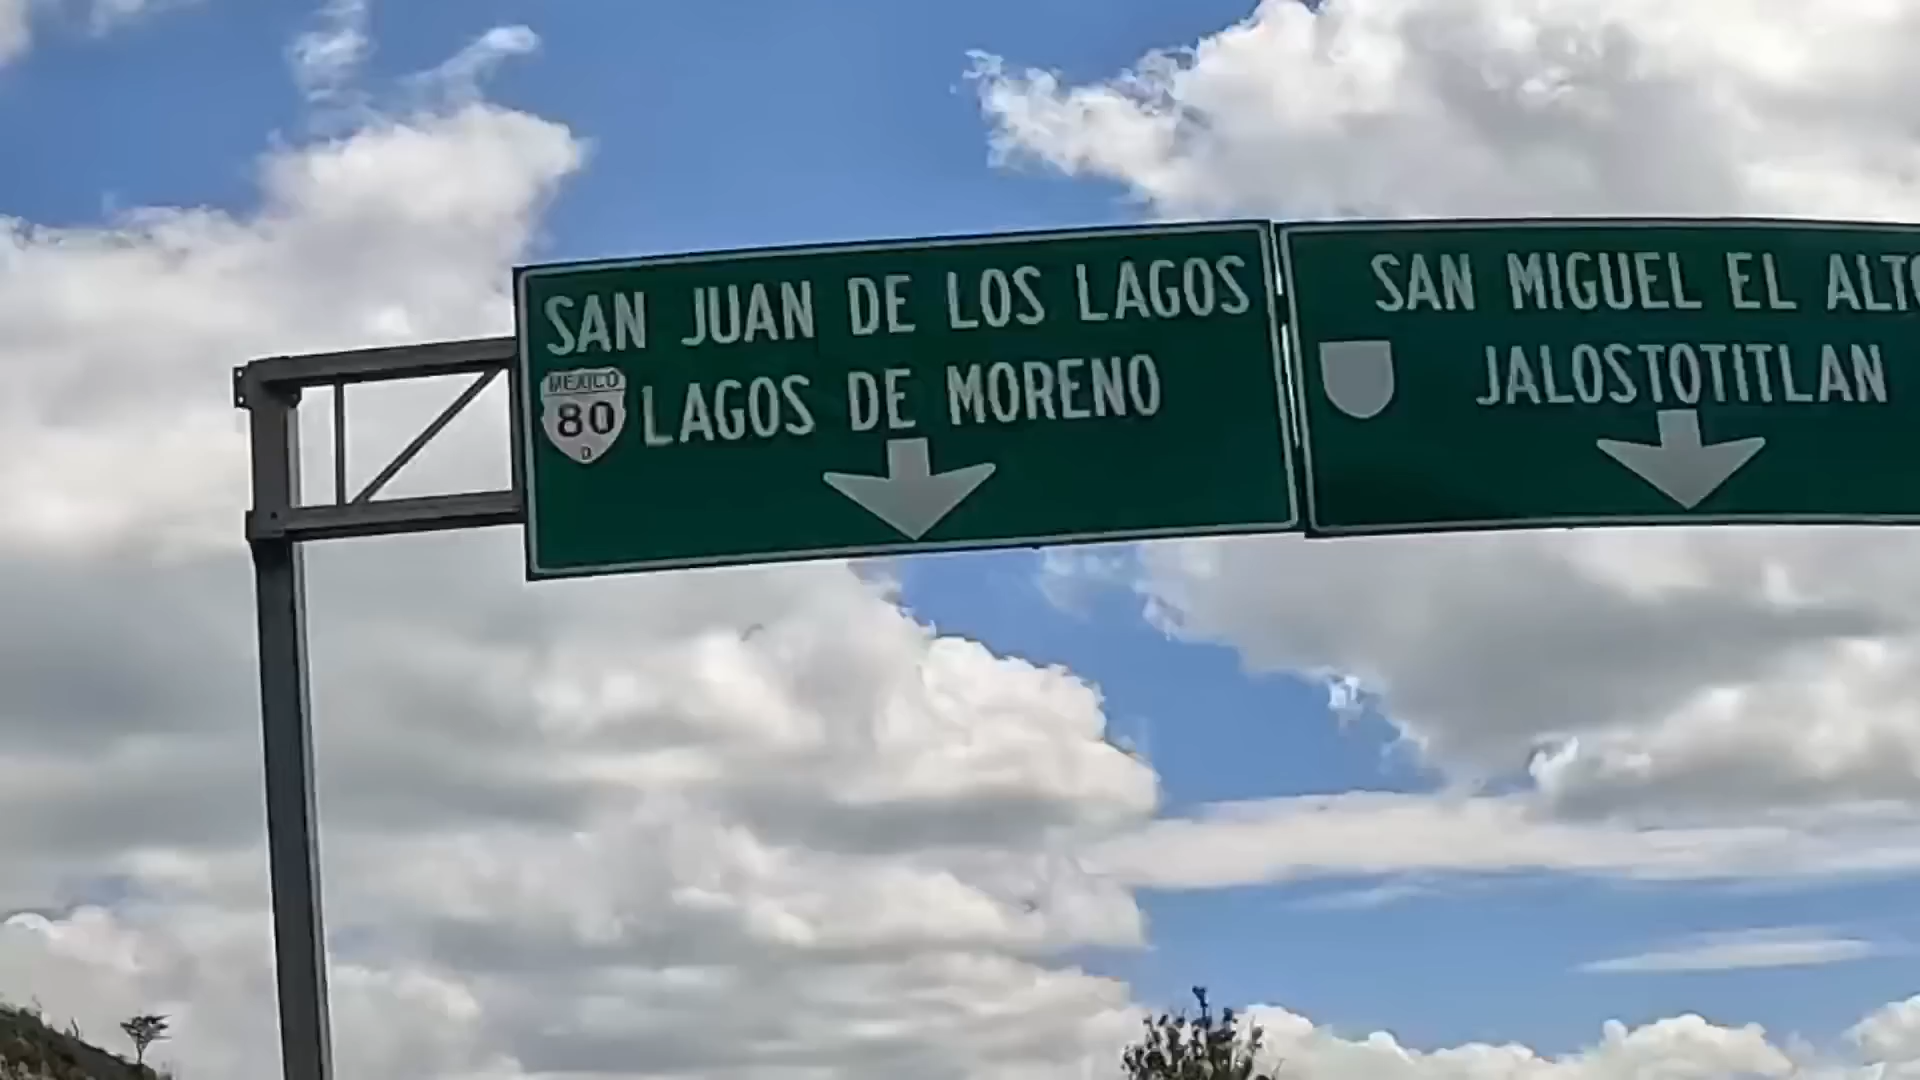 SAN JUAN DE LOS LAGOS
MEXICO
80
D
LAGOS DE MORENO
SAN MIGUEL EL ALTO
JALOSTOTITLAN